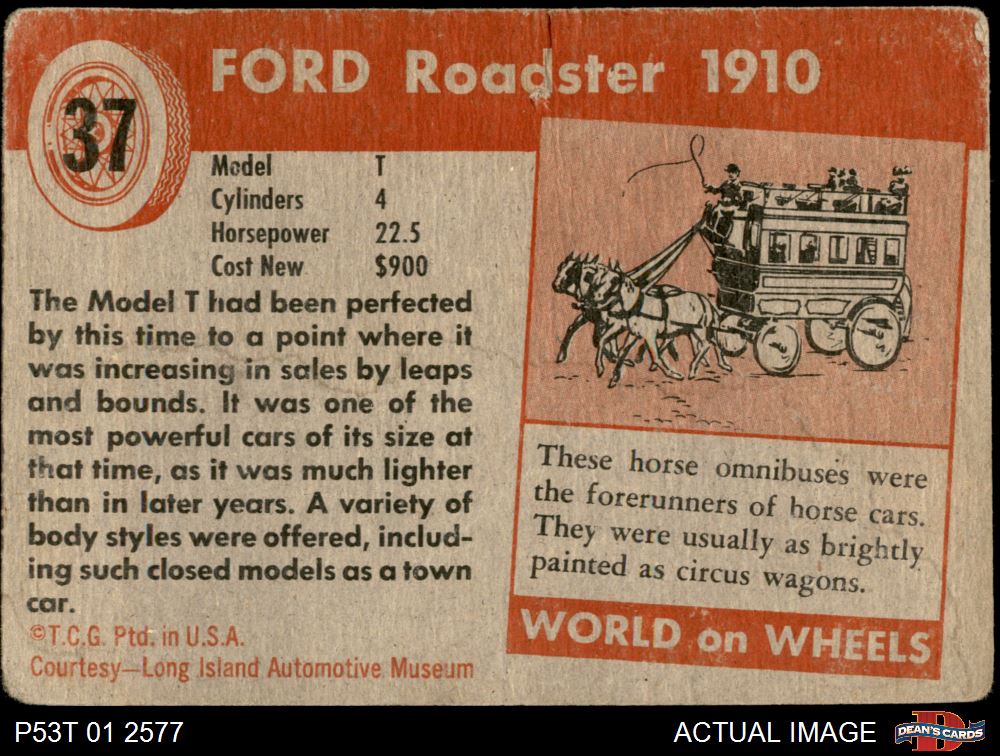 37
FORD Roadster 1910
Model T
Cylinders 4
Horsepower 22.5
Cost New $900
The Model T had been perfected
by this time to a point where it
was increasing in sales by leaps
and bounds. It was one of the
most powerful cars of its size at
that time, as it was much lighter
than in later years. A variety of
body styles were offered, includ-
ing such closed models as a town
car.
©T.C.G. Ptd. in U.S.A.
Courtesy—Long Island Automotive Museum
These horse omnibuses were
the forerunners of horse cars.
They were usually as brightly
painted as circus wagons.
WORLD on WHEELS
P53T 01 2577
ACTUAL IMAGE
DEAN'S CARDS